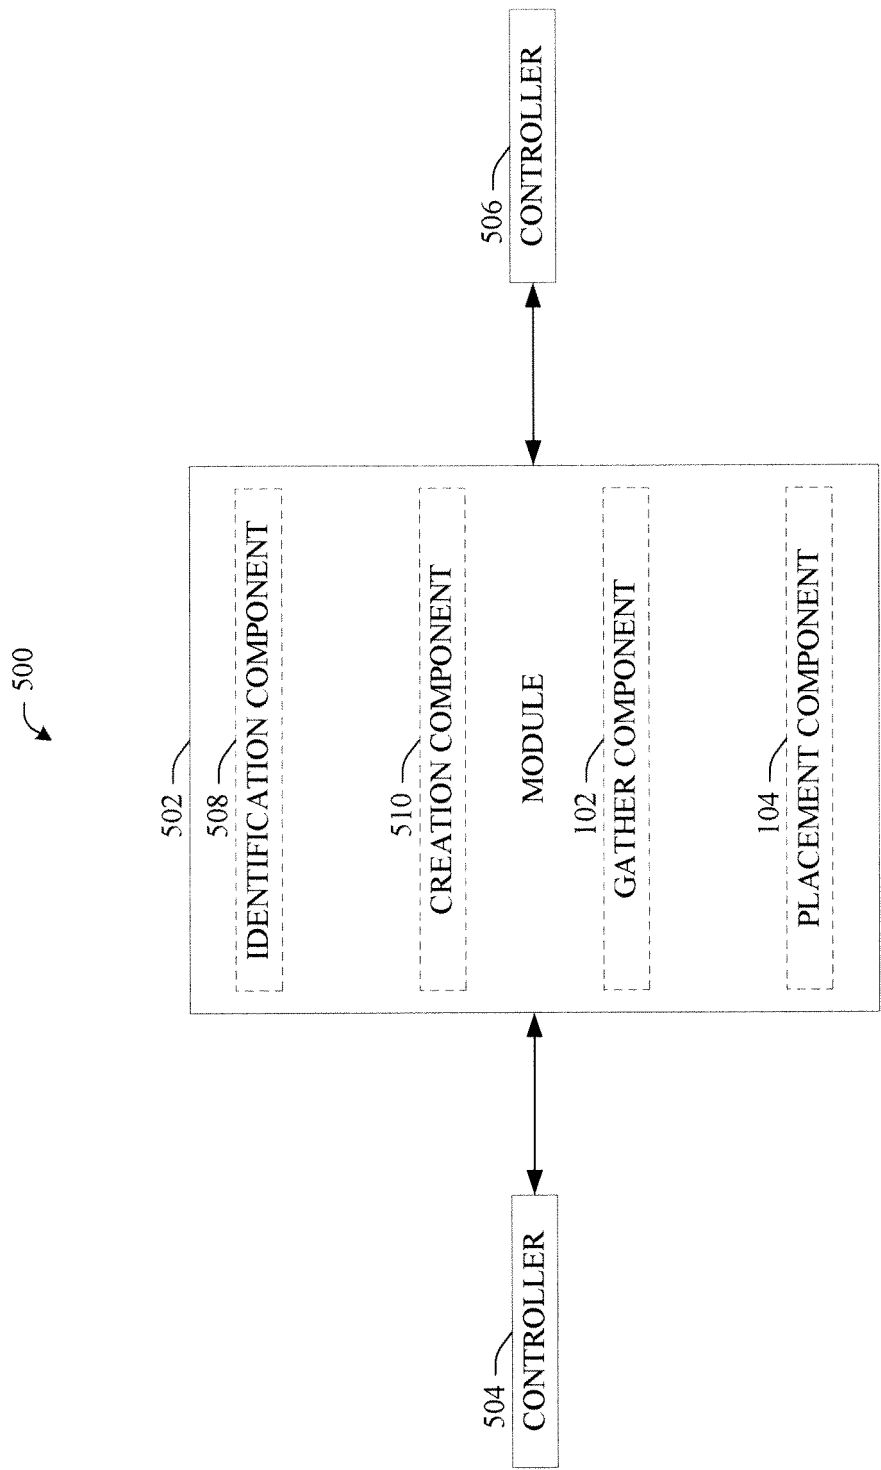 500
502
508
IDENTIFICATION COMPONENT
510
CREATION COMPONENT
504
CONTROLLER
MODULE
506
CONTROLLER
102
GATHER COMPONENT
104
PLACEMENT COMPONENT